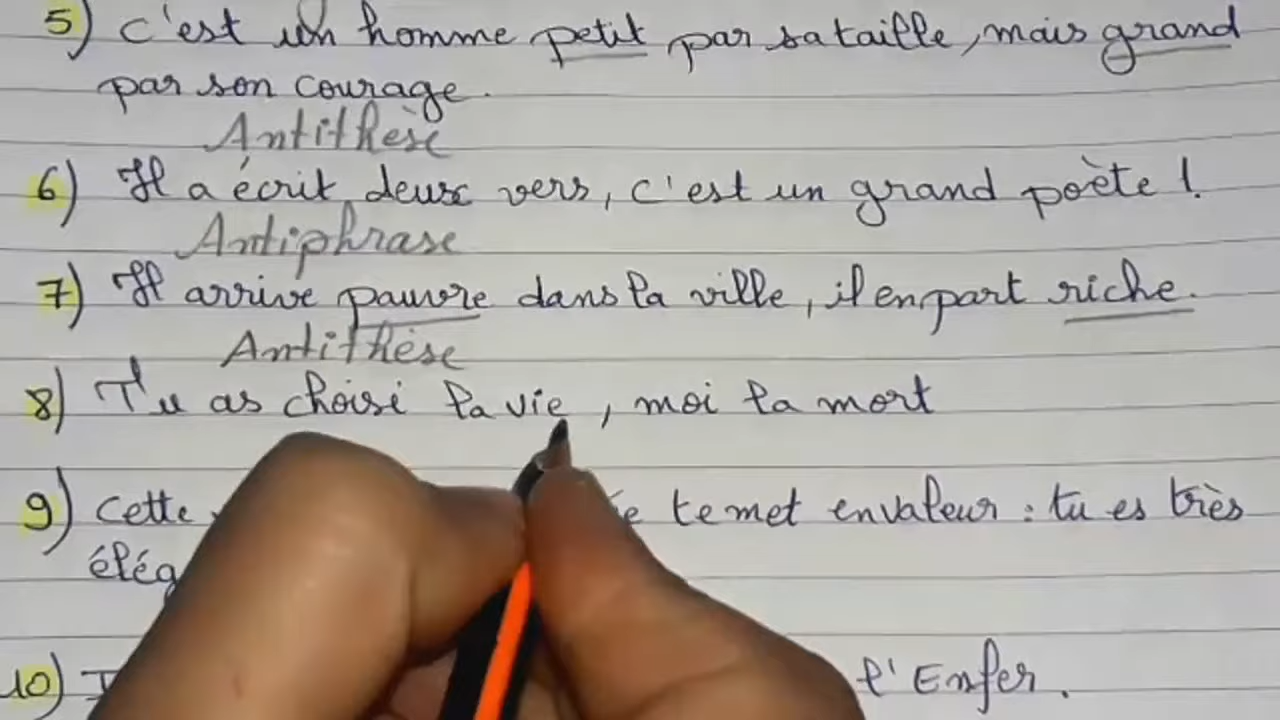 5) c'est un homme petit par sa taille, mais grand
par son courage.
Antithèse
6) Il a écrit deux vers, c'est un grand poète !
Antiphrase
7) Il arrive pauvre dans la ville, il en part riche.
Antithèse
8) Tu as choisi la vie, moi la mort
9) cette te met en valeur : tu es très
10) l'Enfer.